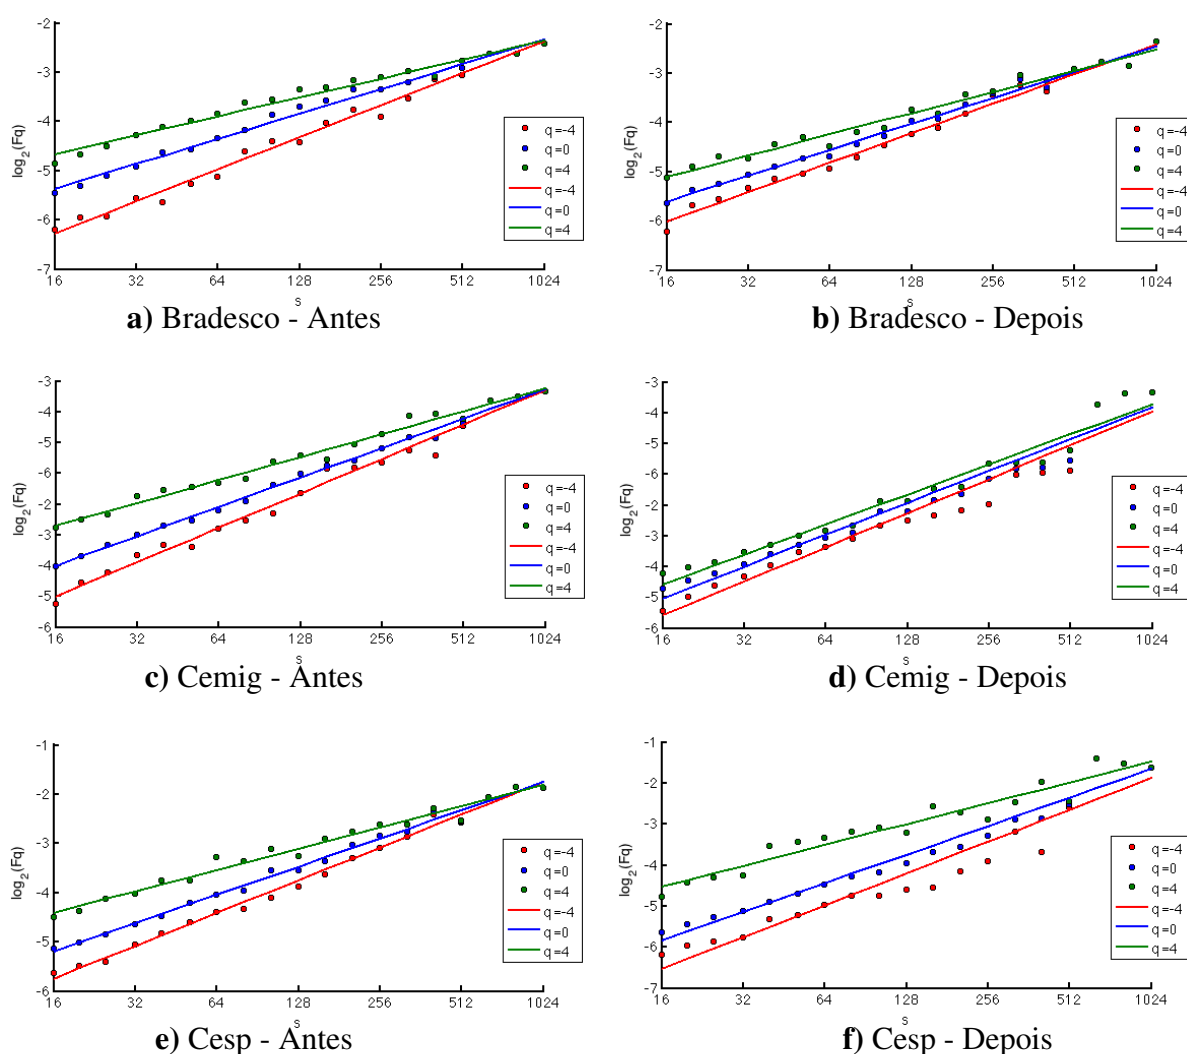 -2
-3
-4
-5
-6
-7
log2(Fq)
q=-4
q=0
q=4
q=-4
q=0
q=4
16 32 64 128 256 512 1024
s
a) Bradesco - Antes
-2
-3
-4
-5
-6
-7
log2(Fq)
q=-4
q=0
q=4
q=-4
q=0
q=4
16 32 64 128 256 512 1024
s
b) Bradesco - Depois
-3
-4
-5
-6
-2
-3
-4
-5
-6
log2(Fq)
q=-4
q=0
q=4
q=-4
q=0
q=4
16 32 64 128 256 512 1024
s
c) Cemig - Antes
-3
-4
-5
-6
-2
-3
-4
-5
-6
log2(Fq)
q=-4
q=0
q=4
q=-4
q=0
q=4
16 32 64 128 256 512 1024
s
d) Cemig - Depois
-1
-2
-3
-4
-5
-6
log2(Fq)
q=-4
q=0
q=4
q=-4
q=0
q=4
16 32 64 128 256 512 1024
s
e) Cesp - Antes
-1
-2
-3
-4
-5
-6
-7
log2(Fq)
q=-4
q=0
q=4
q=-4
q=0
q=4
16 32 64 128 256 512 1024
s
f) Cesp - Depois